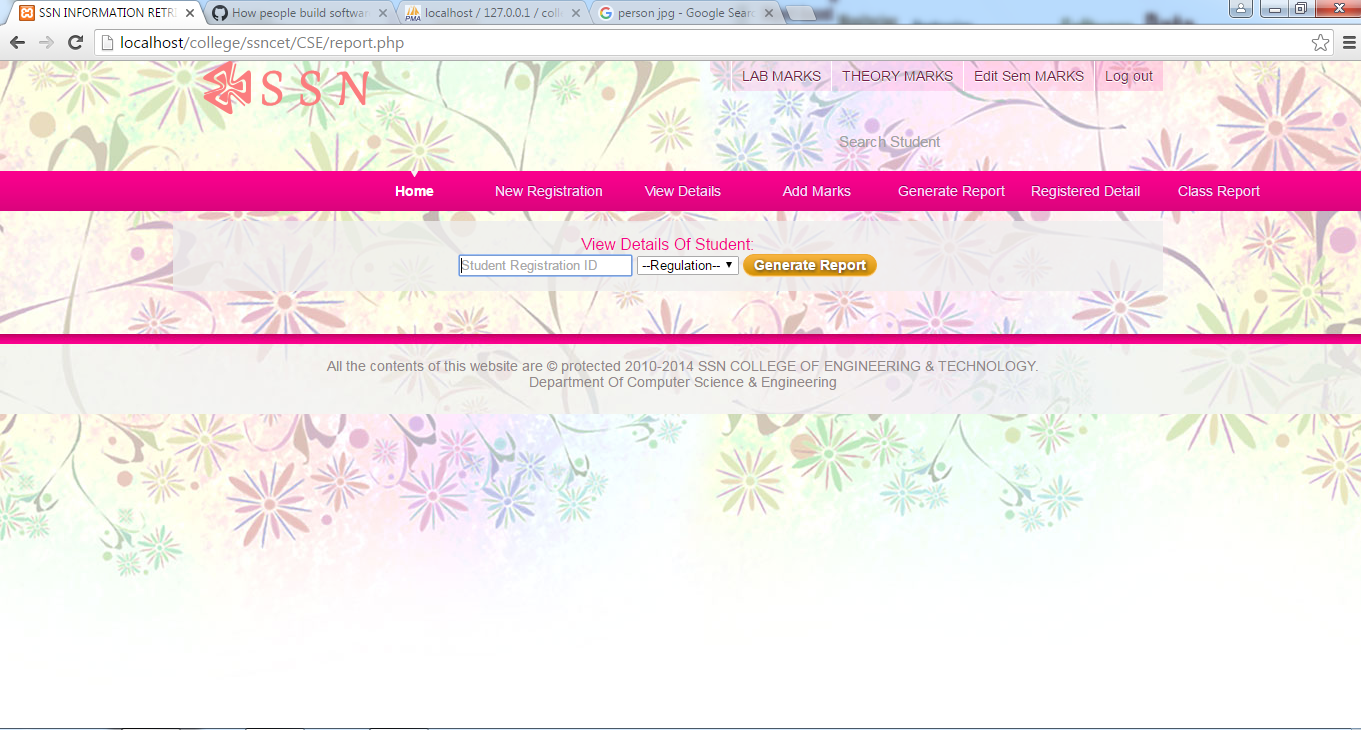 SSN INFORMATION RETRI
How people build softwar
localhost / 127.0.0.1 / coll
person jpg - Google Sear
localhost/college/ssncet/CSE/report.php
SSN
LAB MARKS THEORY MARKS Edit Sem MARKS Log out
Search Student
Home New Registration View Details Add Marks Generate Report Registered Detail Class Report
View Details Of Student:
Student Registration ID --Regulation-- Generate Report
All the contents of this website are © protected 2010-2014 SSN COLLEGE OF ENGINEERING & TECHNOLOGY.
Department Of Computer Science & Engineering